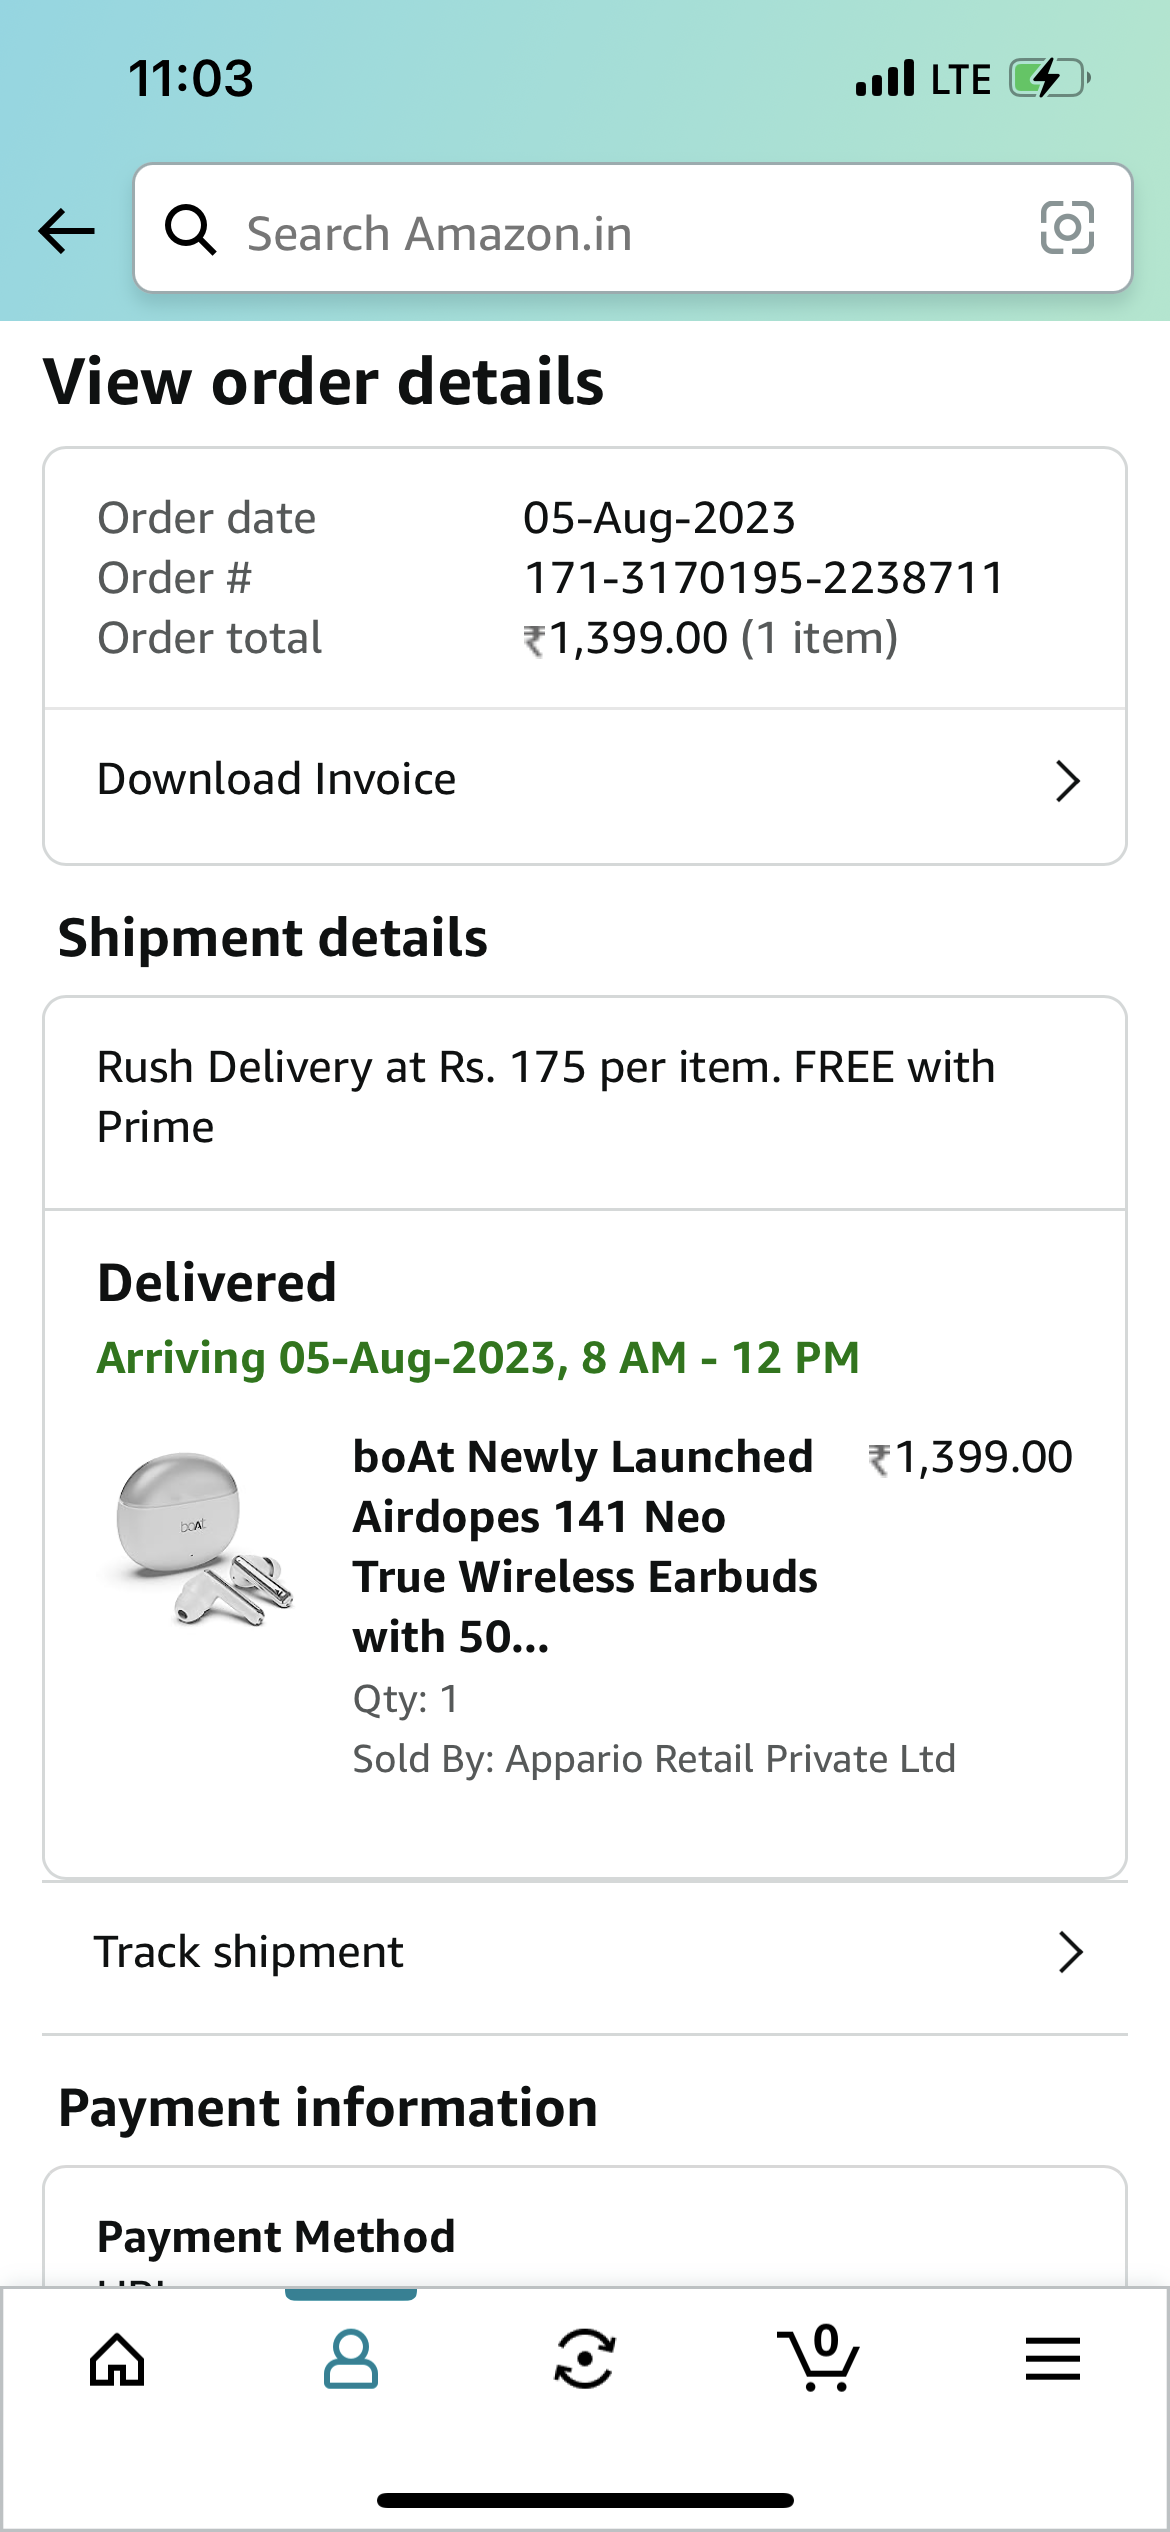 11:03
LTE
Search Amazon.in
View order details
Order date 05-Aug-2023
Order # 171-3170195-2238711
Order total ₹1,399.00 (1 item)
Download Invoice
Shipment details
Rush Delivery at Rs. 175 per item. FREE with
Prime
Delivered
Arriving 05-Aug-2023, 8 AM - 12 PM
boAt
boAt Newly Launched ₹1,399.00
Airdopes 141 Neo
True Wireless Earbuds
with 50...
Qty: 1
Sold By: Appario Retail Private Ltd
Track shipment
Payment information
Payment Method
0